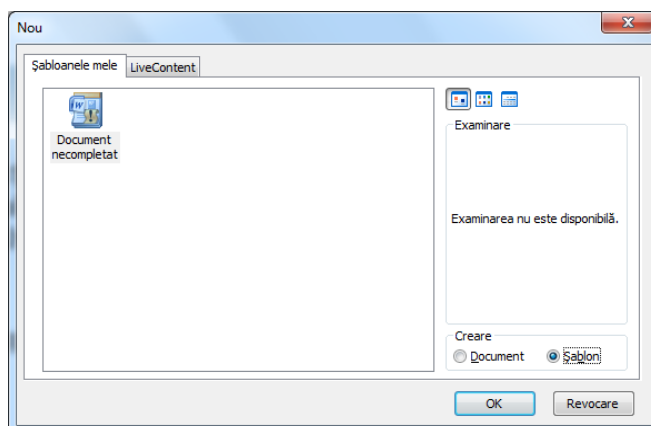 Nou
Şabloanele mele
LiveContent
Document
necompletat
Examinare
Examinarea nu este disponibilă.
Creare
Document
Şablon
OK
Revocare